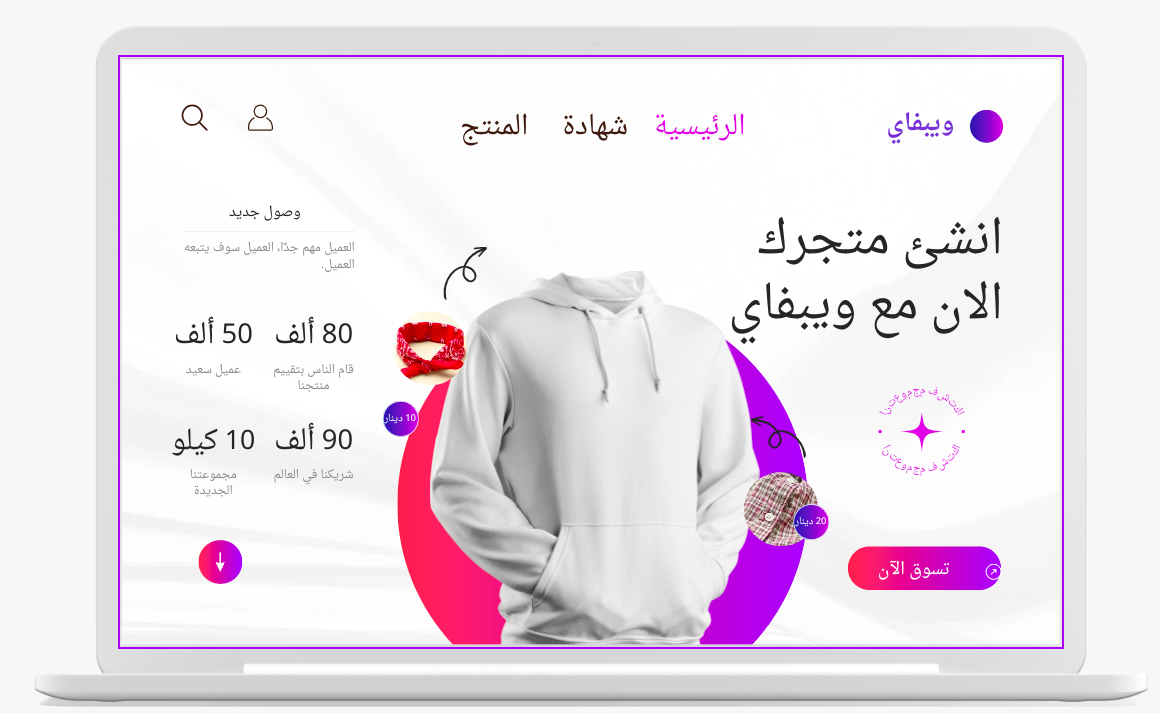 ويبفاي
الرئيسية
شهادة
المنتج
انشئ متجرك
الان مع ويبفاي
تسوق الآن
10 دينار
20 دينار
وصول جديد
العميل مهم جدًا، العميل سوف يتبعه
العميل.
80 ألف
قام الناس بتقييم
منتجنا
50 ألف
عميل سعيد
90 ألف
شريكنا في العالم
10 كيلو
مجموعتنا
الجديدة